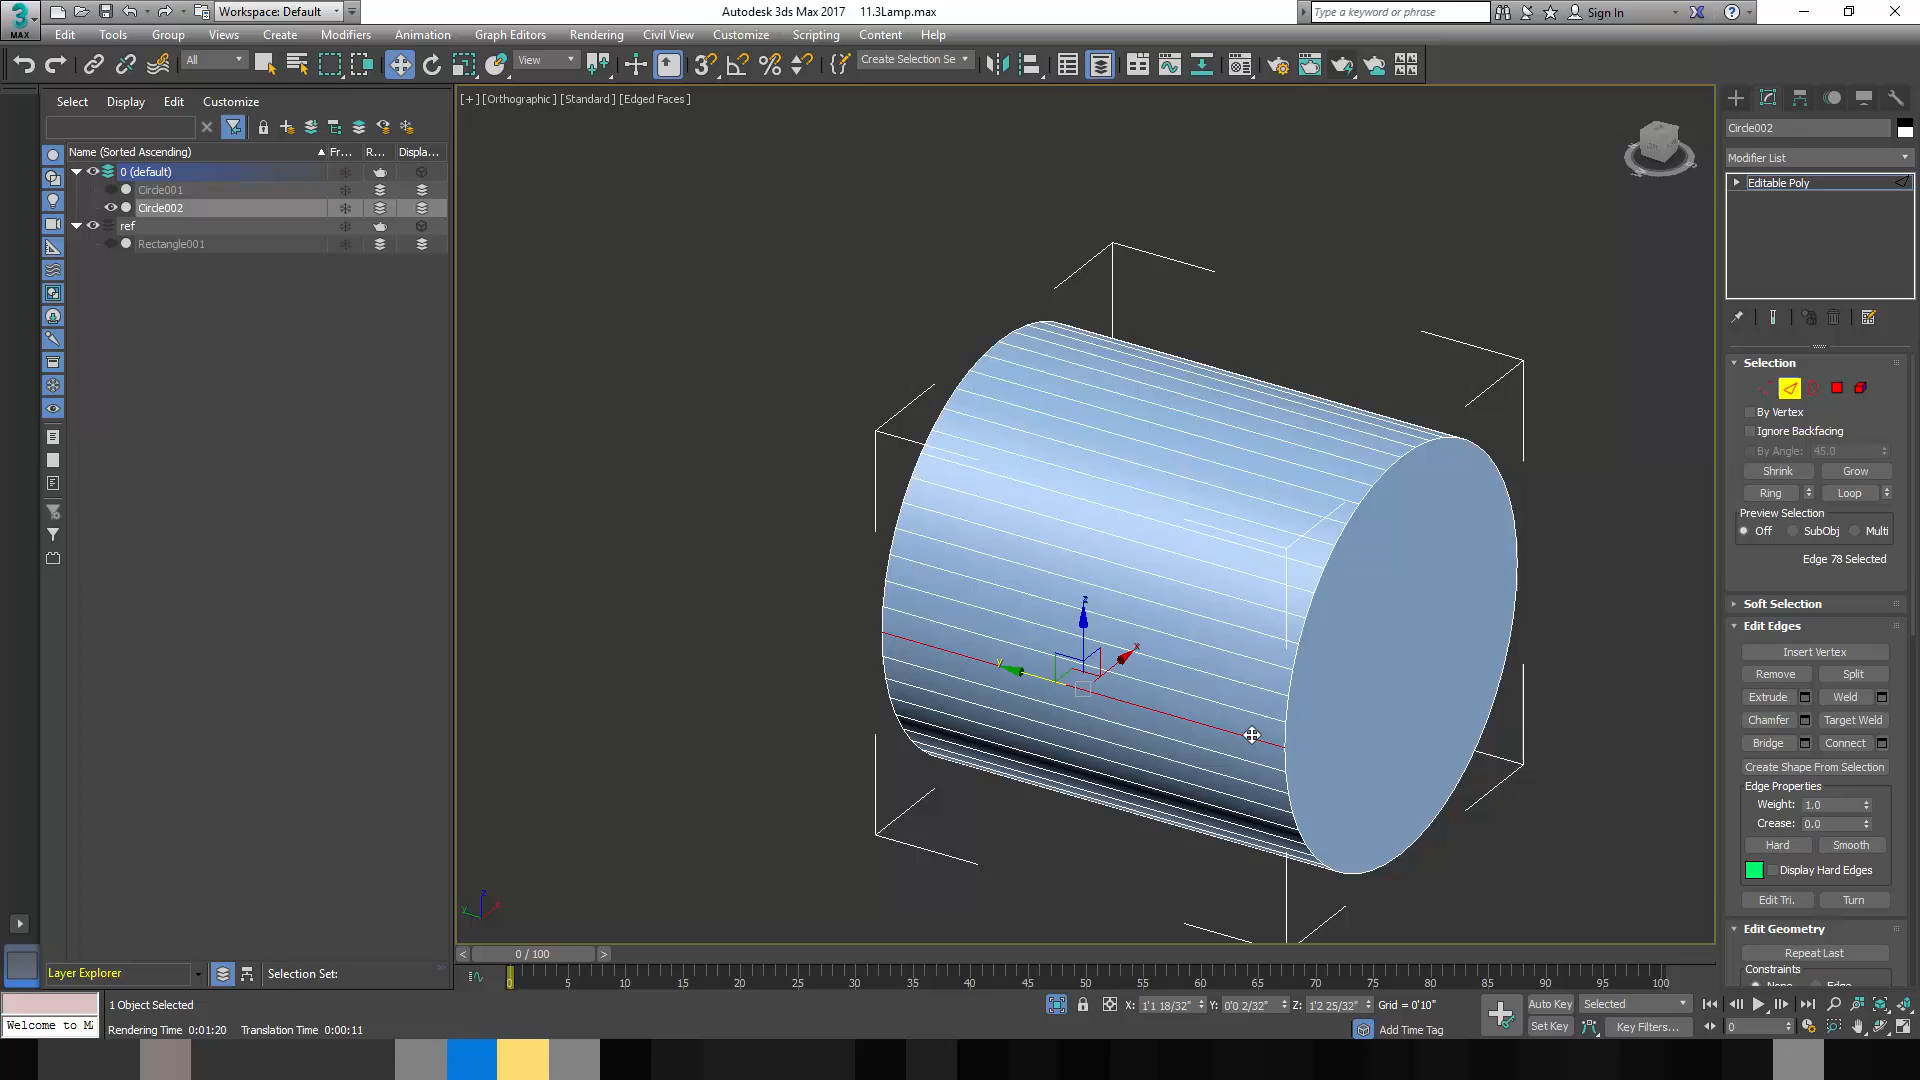 Workspace: Default
Autodesk 3ds Max 2017    11.3Lamp.max
Type a keyword or phrase
Sign In
MAX
Edit Tools Group Views Create Modifiers Animation Graph Editors Rendering Civil View Customize Scripting Content Help
All
View
Create Selection Se
Select Display Edit Customize
[+] [Orthographic] [Standard] [Edged Faces]
Name (Sorted Ascending) Fr... R... Displa...
0 (default)
Circle001
Circle002
ref
Rectangle001
Circle002
Modifier List
Editable Poly
Selection
By Vertex
Ignore Backfacing
By Angle: 45.0
Shrink Grow
Ring Loop
Preview Selection
Off SubObj Multi
Edge 78 Selected
Soft Selection
Edit Edges
Insert Vertex
Remove Split
Extrude Weld
Chamfer Target Weld
Bridge Connect
Create Shape From Selection
Edge Properties
Weight: 1.0
Crease: 0.0
Hard Smooth
Display Hard Edges
Edit Tri. Turn
Edit Geometry
Repeat Last
Constraints
None Edge
z
x
y
z
y x
0 / 100
Layer Explorer
Selection Set:
0 5 10 15 20 25 30 35 40 45 50 55 60 65 70 75 80 85 90 95 100
1 Object Selected
X: 1'1 18/32" Y: 0'0 2/32" Z: 1'2 25/32" Grid = 0'10"
Auto Key Selected
Welcome to M
Rendering Time 0:01:20 Translation Time 0:00:11
Add Time Tag
Set Key Key Filters...
0